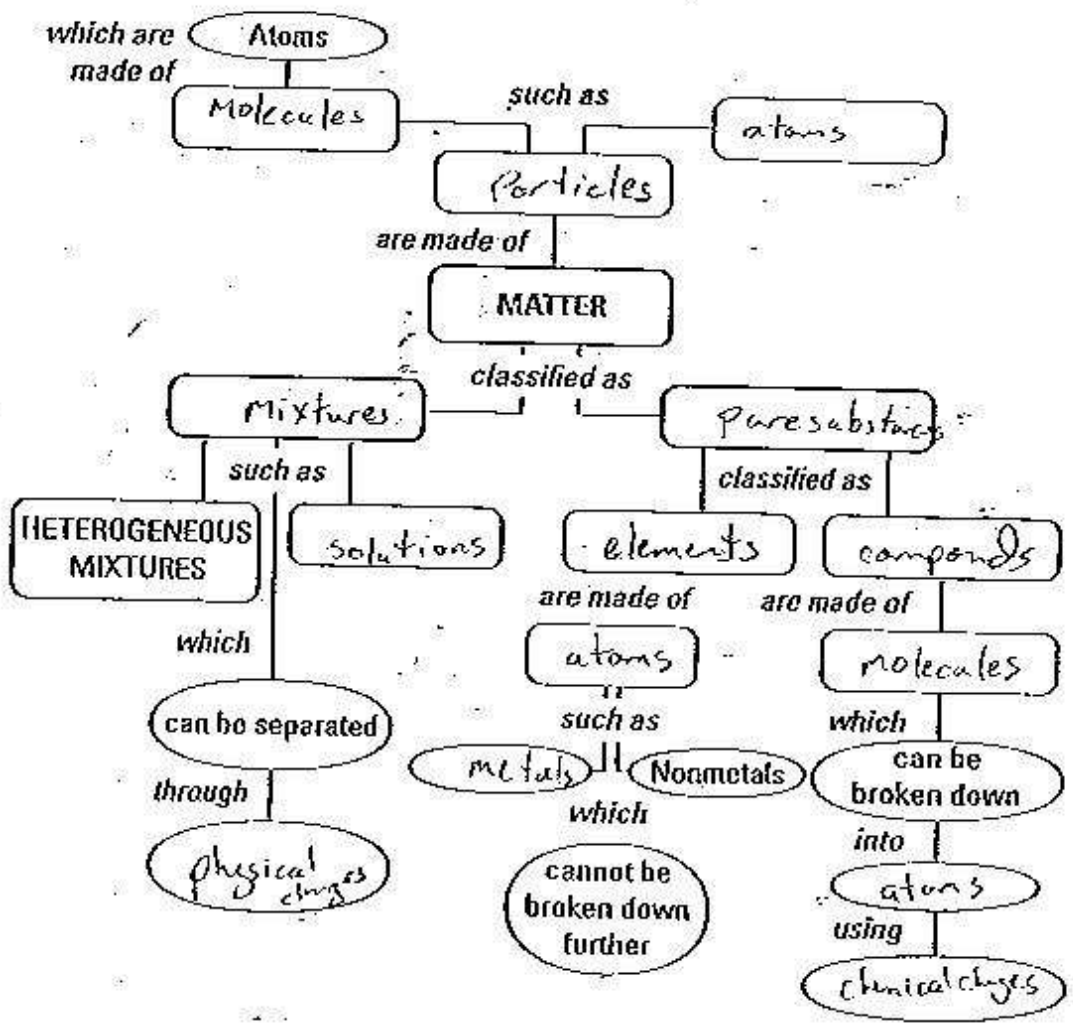 which are
made of
Atoms
Molecules
such as
atoms
Particles
are made of
MATTER
classified as
Mixtures
pure substances
such as
classified as
HETEROGENEOUS
MIXTURES
solutions
elements
componds
are made of
are made of
which
atoms
molecules
can be separated
such as
which
metals
Nonmetals
can be
broken down
through
which
into
physical
chnges
cannot be
broken down
further
atoms
using
chemical chnges